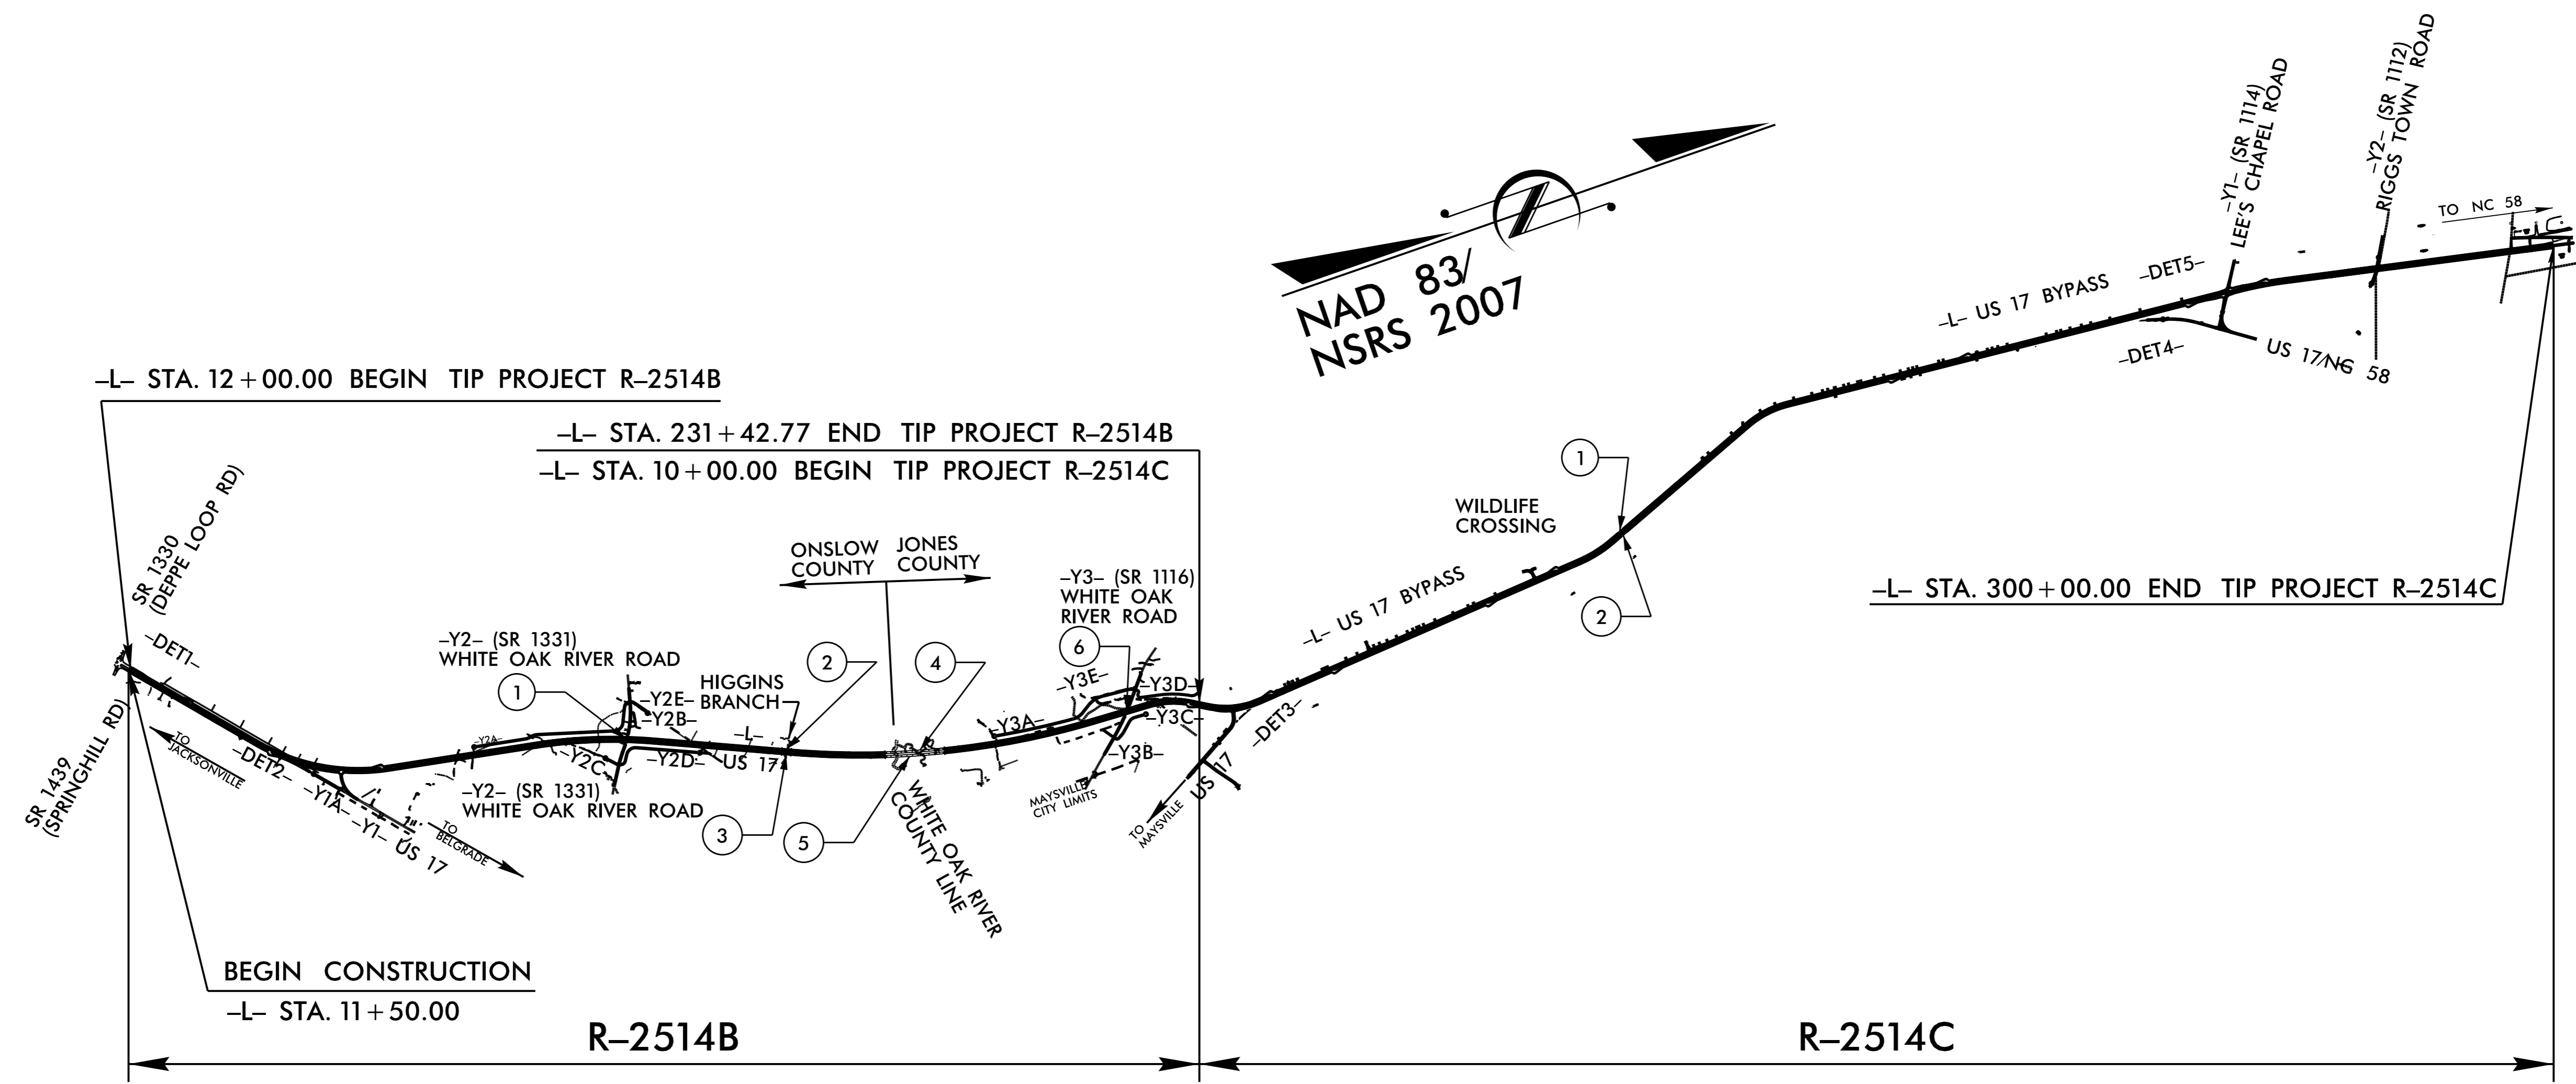 –L– STA. 12+00.00 BEGIN TIP PROJECT R–2514B
–L– STA. 231+42.77 END TIP PROJECT R–2514B
–L– STA. 10+00.00 BEGIN TIP PROJECT R–2514C
NAD 83/
NSRS 2007
–Y1– (SR 1114)
LEE'S CHAPEL ROAD
–Y2– (SR 1112)
RIGGS TOWN ROAD
TO NC 58
–L– US 17 BYPASS
–DET5–
–DET4–
US 17/NC 58
1
WILDLIFE
CROSSING
2
–L– US 17 BYPASS
–L– STA. 300+00.00 END TIP PROJECT R–2514C
SR 1330
(DEPPE LOOP RD)
–DET1–
SR 1439
(SPRINGHILL RD)
TO
JACKSONVILLE
–DET2–
–Y1A–
–Y1–
US 17
TO
BELGRADE
–Y2– (SR 1331)
WHITE OAK RIVER ROAD
1
–Y2A–
–Y2C–
–Y2E–
–Y2B–
–Y2D–
–Y2– (SR 1331)
WHITE OAK RIVER ROAD
HIGGINS
BRANCH
–L–
US 17
2
3
ONSLOW
COUNTY
JONES
COUNTY
4
5
WHITE OAK RIVER
COUNTY LINE
–Y3– (SR 1116)
WHITE OAK
RIVER ROAD
6
–Y3E–
–Y3D–
–Y3A–
–Y3C–
–Y3B–
MAYSVILLE
CITY LIMITS
–DET3–
US 17
TO
MAYSVILLE
BEGIN CONSTRUCTION
–L– STA. 11+50.00
R–2514B
R–2514C